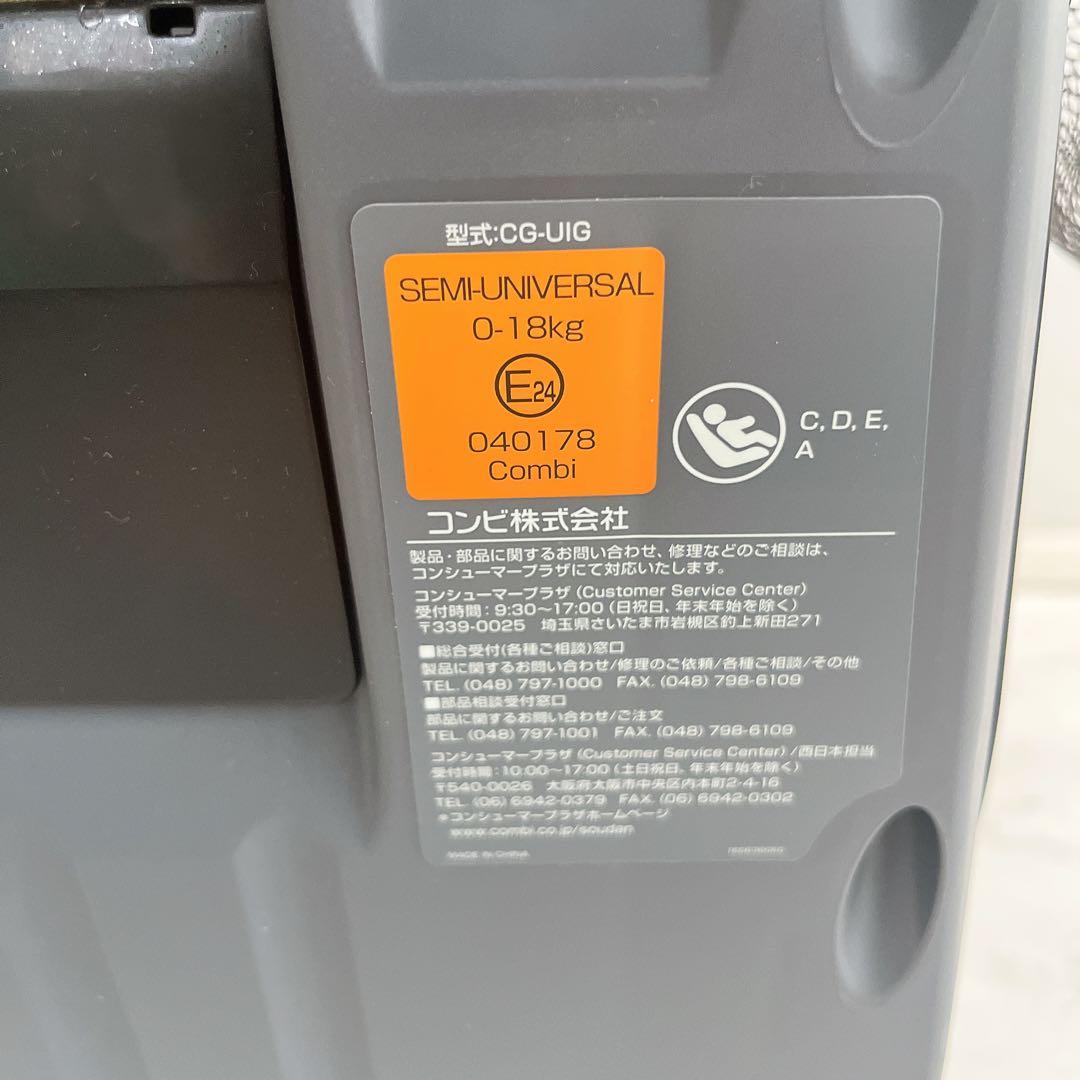 型式:CG-UIG
SEMI-UNIVERSAL
0-18kg
E24
040178
Combi
C, D, E,
A
コンビ株式会社
製品・部品に関するお問い合わせ、修理などのご相談は、
コンシューマープラザにて対応いたします。
コンシューマープラザ (Customer Service Center)
受付時間：9:30～17:00 (日祝日、年末年始を除く)
〒339-0025 埼玉県さいたま市岩槻区釣上新田271
■総合受付(各種ご相談)窓口
製品に関するお問い合わせ/修理のご依頼/各種ご相談/その他
TEL. (048) 797-1000 FAX. (048) 798-6109
■部品相談受付窓口
部品に関するお問い合わせ/ご注文
TEL. (048) 797-1001 FAX. (048) 798-6109
コンシューマープラザ (Customer Service Center) /西日本担当
受付時間：10:00～17:00 (土日祝日、年末年始を除く)
〒540-0026 大阪府大阪市中央区内本町2-4-16
TEL. (06) 6942-0379 FAX. (06) 6942-0302
※コンシューマープラザホームページ
www.combi.co.jp/soudan
MADE IN CHINA